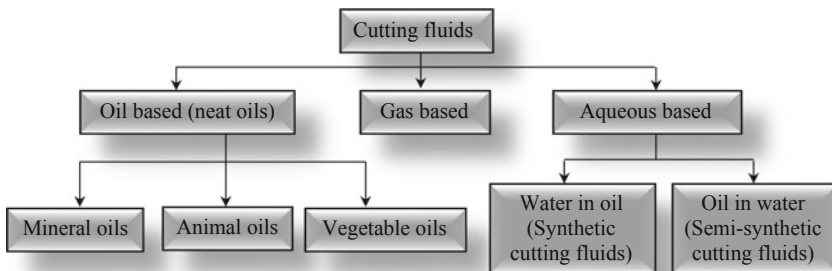 Cutting fluids
Oil based (neat oils)
Gas based
Aqueous based
Mineral oils
Animal oils
Vegetable oils
Water in oil
(Synthetic
cutting fluids)
Oil in water
(Semi-synthetic
cutting fluids)